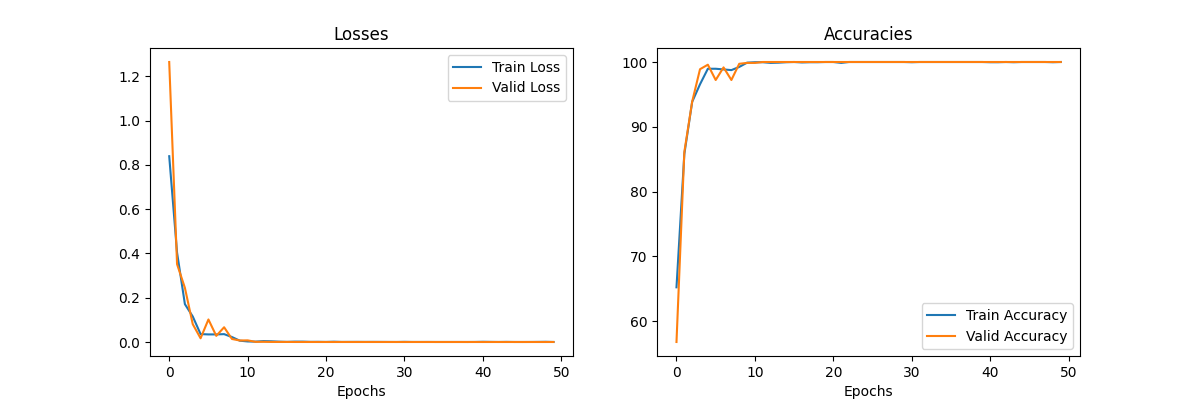 Losses
1.2
1.0
0.8
0.6
0.4
0.2
0.0
Train Loss
Valid Loss
0 10 20 30 40 50
Epochs
Accuracies
100
90
80
70
60
Train Accuracy
Valid Accuracy
0 10 20 30 40 50
Epochs